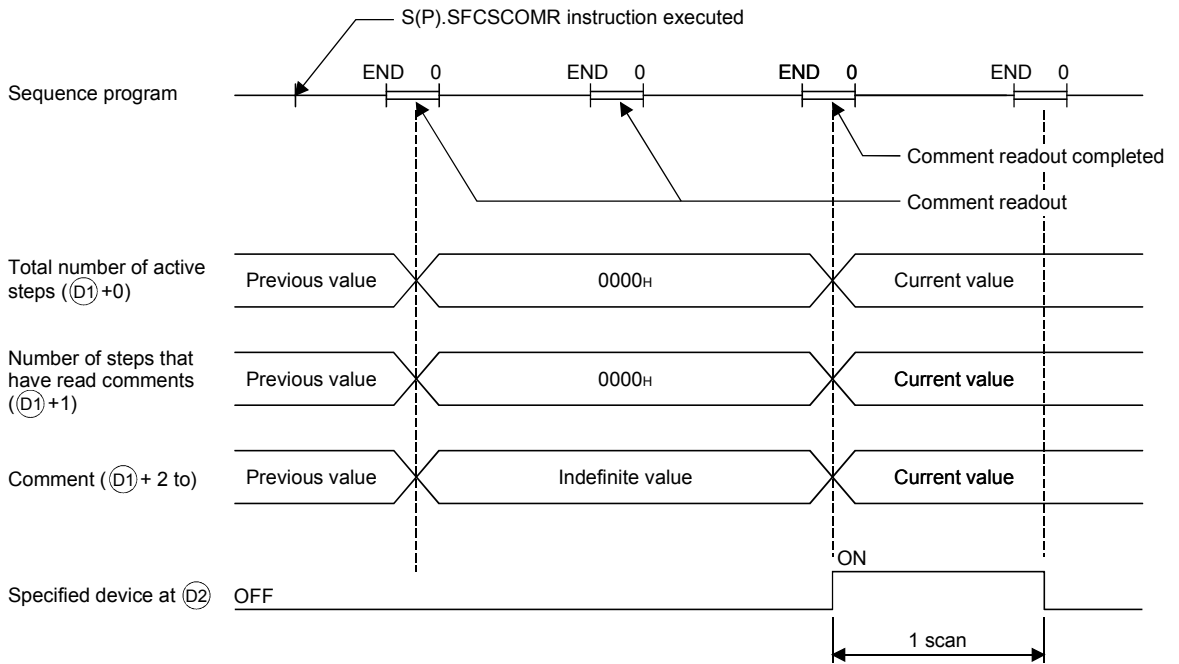 S(P).SFCSCOMR instruction executed
END 0 END 0 END 0 END 0
Sequence program
Comment readout completed
Comment readout
Total number of active
steps (D1+0)
Previous value 0000H Current value
Number of steps that
have read comments
(D1+1)
Previous value 0000H Current value
Comment (D1+ 2 to) Previous value Indefinite value Current value
ON
Specified device at D2 OFF
1 scan